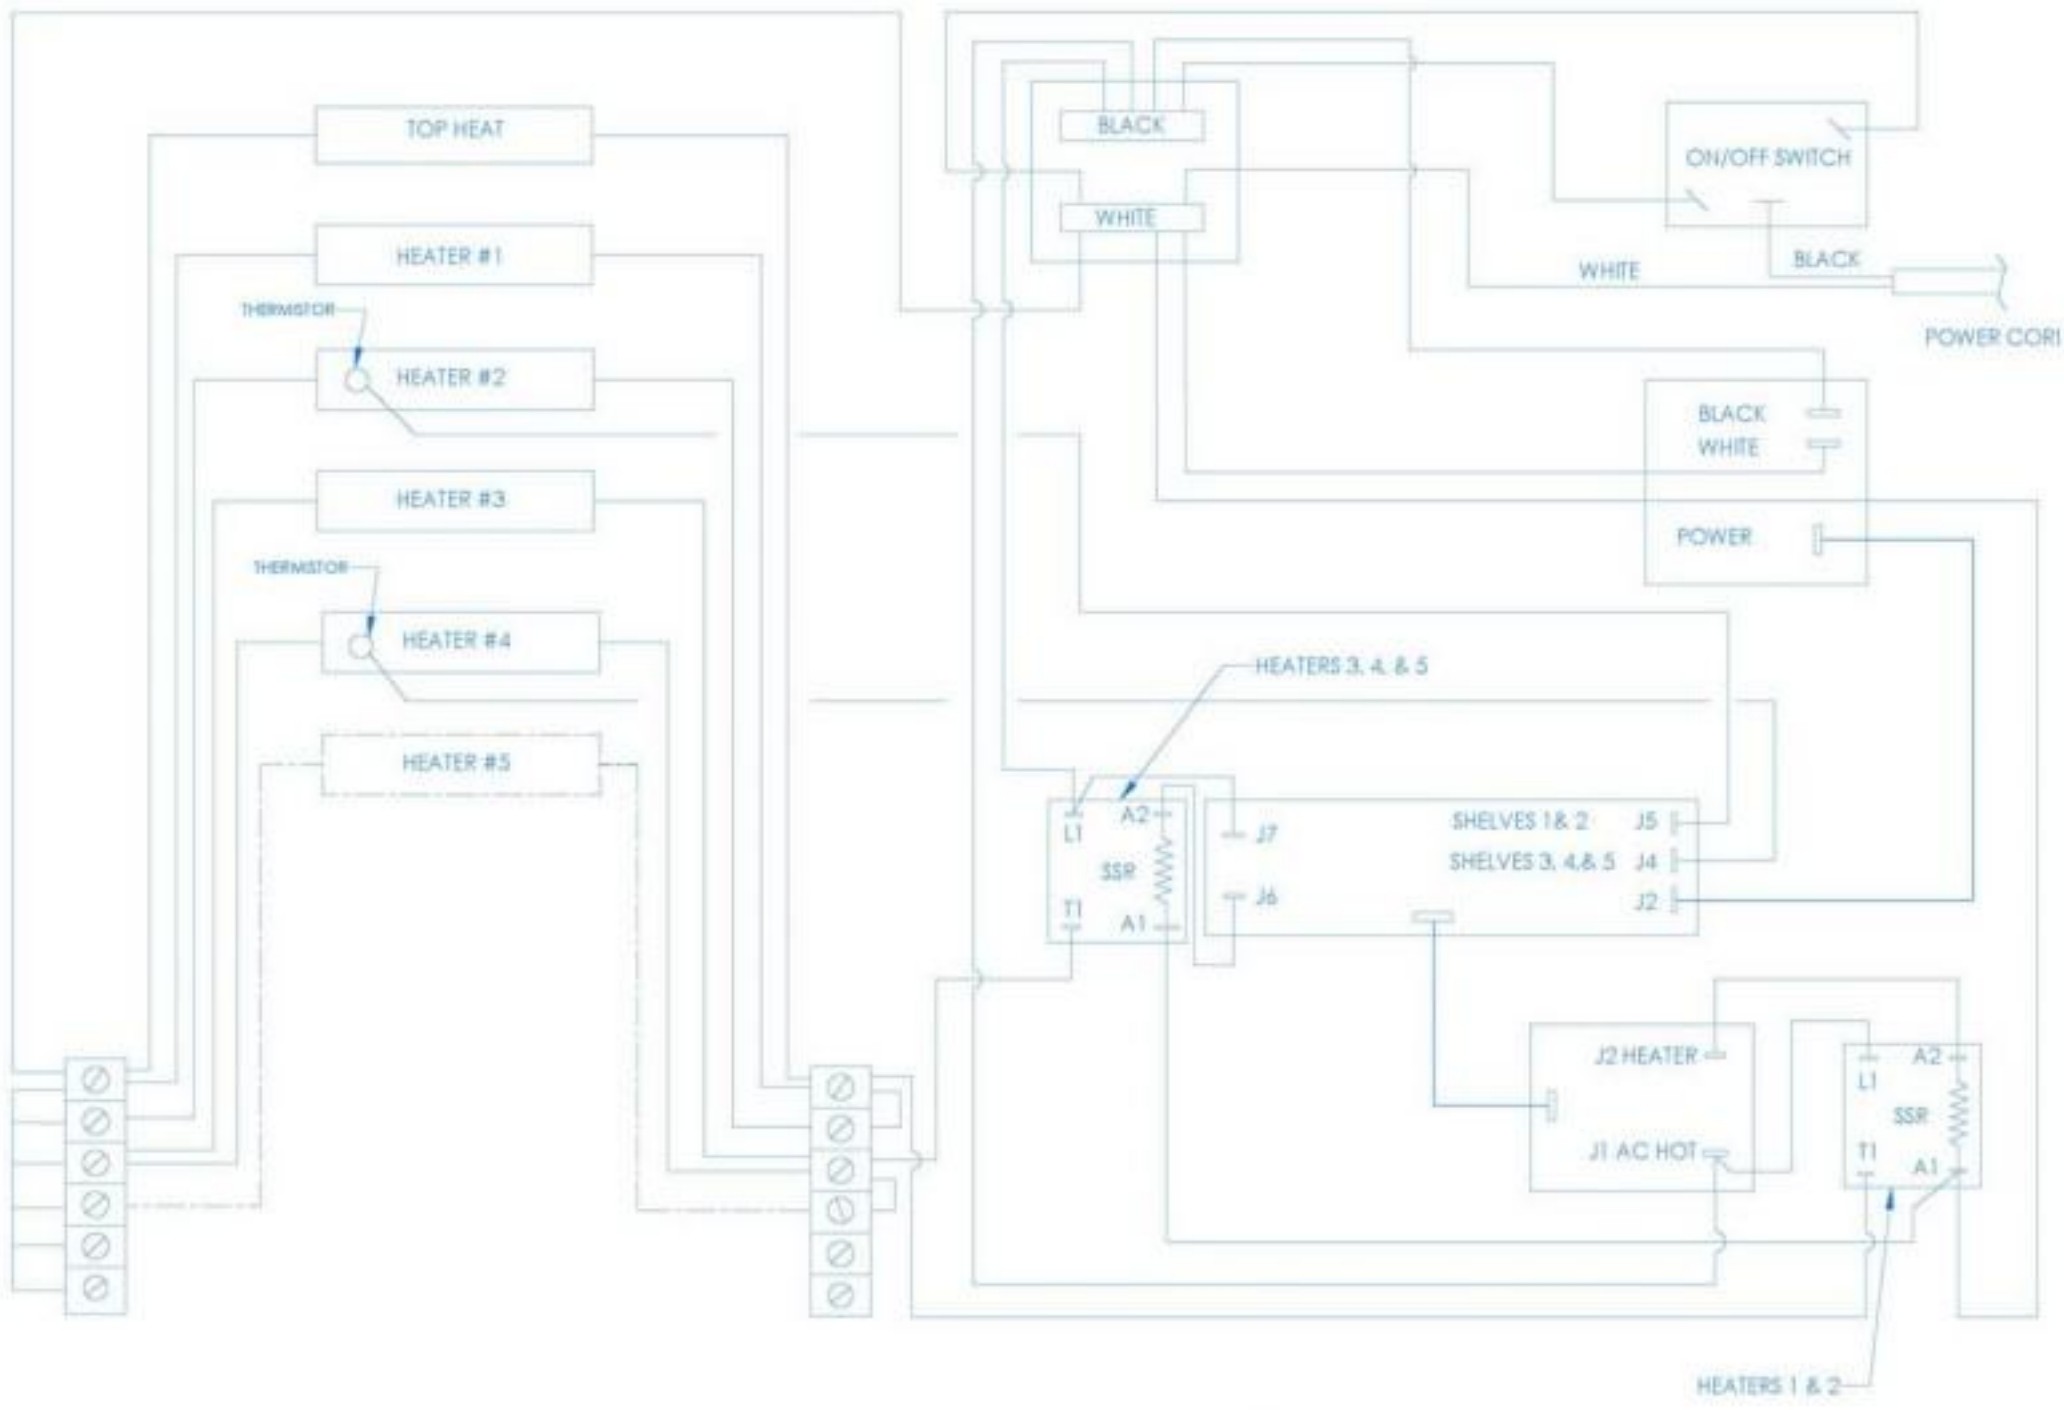 TOP HEAT
HEATER #1
THERMISTOR
HEATER #2
HEATER #3
THERMISTOR
HEATER #4
HEATER #5
BLACK
WHITE
ON/OFF SWITCH
WHITE
BLACK
POWER CORI
BLACK
WHITE
POWER
HEATERS 3, 4, & 5
L1
A2
SSR
T1
A1
J7
J6
SHELVES 1& 2
J5
SHELVES 3, 4,& 5
J4
J2
J2 HEATER
J1 AC HOT
L1
A2
SSR
T1
A1
HEATERS 1 & 2